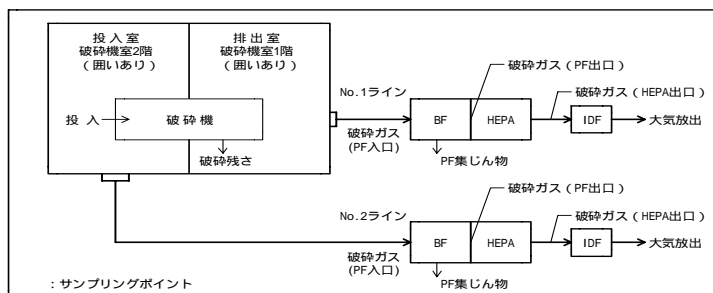 投入室
破砕機室2階
（囲いあり）
排出室
破砕機室1階
（囲いあり）
投入
破砕機
破砕残さ
No.1ライン
破砕ガス
(PF入口)
BF
HEPA
PF集じん物
破砕ガス（PF出口）
破砕ガス（HEPA出口）
IDF
大気放出
No.2ライン
破砕ガス
(PF入口)
BF
HEPA
PF集じん物
破砕ガス（PF出口）
破砕ガス（HEPA出口）
IDF
大気放出
：サンプリングポイント